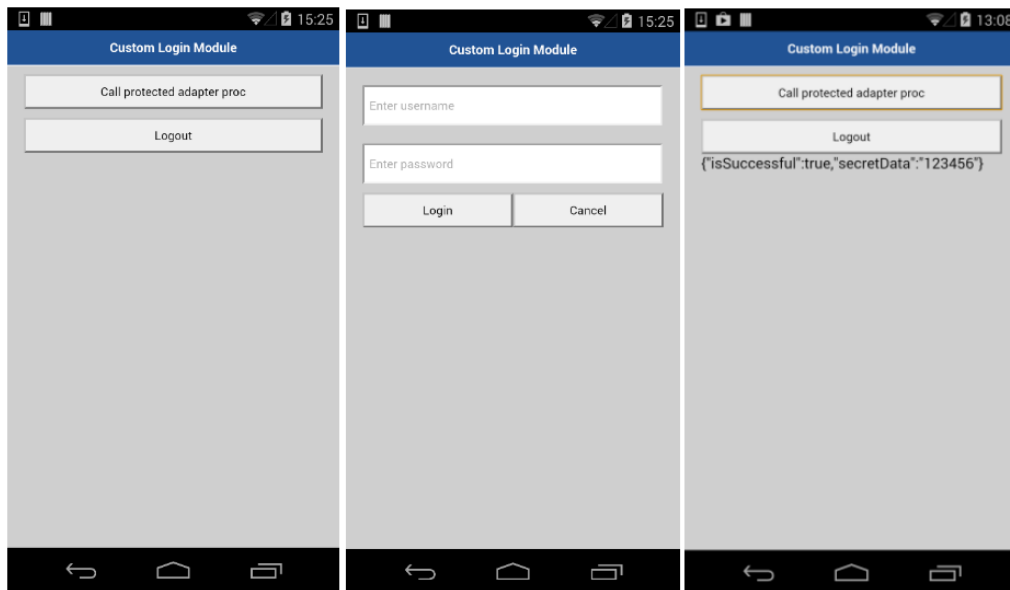 15:25
Custom Login Module
Call protected adapter proc
Logout
15:25
Custom Login Module
Enter username
Enter password
Login Cancel
13:08
Custom Login Module
Call protected adapter proc
Logout
{"isSuccessful":true,"secretData":"123456"}